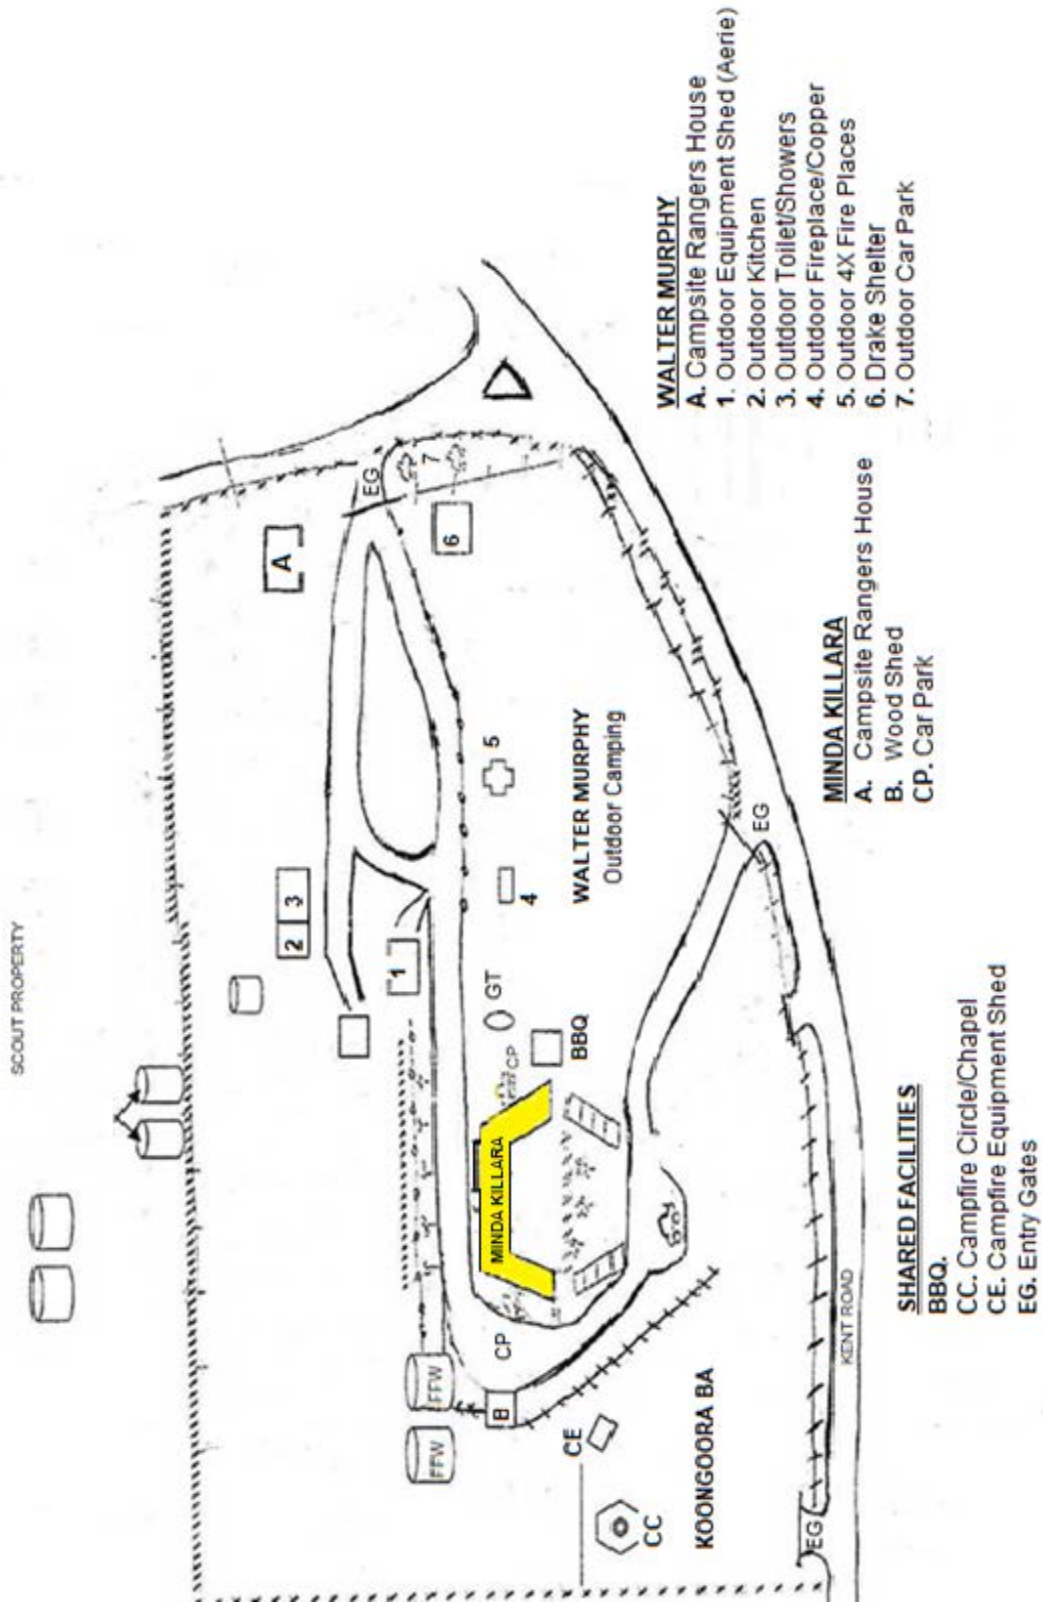 SCOUT PROPERTY
A
EG
7
6
2
3
1
5
4
GT
CP
BBQ
WALTER MURPHY
Outdoor Camping
MINDA KILLARA
CP
FFW
FFW
B
CE
CC
KOONGOORA BA
EG
EG
KENT ROAD
WALTER MURPHY
A. Campsite Rangers House
1. Outdoor Equipment Shed (Aerie)
2. Outdoor Kitchen
3. Outdoor Toilet/Showers
4. Outdoor Fireplace/Copper
5. Outdoor 4X Fire Places
6. Drake Shelter
7. Outdoor Car Park
MINDA KILLARA
A. Campsite Rangers House
B. Wood Shed
CP. Car Park
SHARED FACILITIES
BBQ.
CC. Campfire Circle/Chapel
CE. Campfire Equipment Shed
EG. Entry Gates